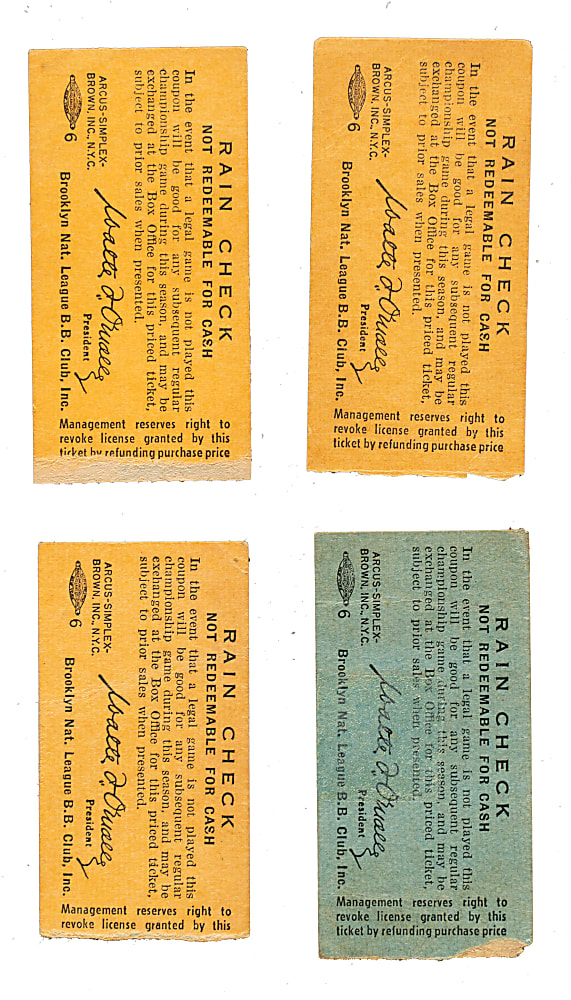 RAIN CHECK
NOT REDEEMABLE FOR CASH
In the event that a legal game is not played this
coupon will be good for any subsequent regular
championship game during this season, and may be
exchanged at the Box Office for this priced ticket,
subject to prior sales when presented.
ARCUS-SIMPLEX-
BROWN, INC., N.Y.C.
Walter F. O'Malley
President
6
Brooklyn Nat. League B.B. Club, Inc.
Management reserves right to
revoke license granted by this
ticket by refunding purchase price
RAIN CHECK
NOT REDEEMABLE FOR CASH
In the event that a legal game is not played this
coupon will be good for any subsequent regular
championship game during this season, and may be
exchanged at the Box Office for this priced ticket,
subject to prior sales when presented.
ARCUS-SIMPLEX-
BROWN, INC., N.Y.C.
Walter F. O'Malley
President
6
Brooklyn Nat. League B.B. Club, Inc.
Management reserves right to
revoke license granted by this
ticket by refunding purchase price
RAIN CHECK
NOT REDEEMABLE FOR CASH
In the event that a legal game is not played this
coupon will be good for any subsequent regular
championship game during this season, and may be
exchanged at the Box Office for this priced ticket,
subject to prior sales when presented.
ARCUS-SIMPLEX-
BROWN, INC., N.Y.C.
Walter F. O'Malley
President
6
Brooklyn Nat. League B.B. Club, Inc.
Management reserves right to
revoke license granted by this
RAIN CHECK
NOT REDEEMABLE FOR CASH
In the event that a legal game is not played this
coupon will be good for any subsequent regular
championship game during this season, and may be
exchanged at the Box Office for this priced ticket,
subject to prior sales when presented.
ARCUS-SIMPLEX-
BROWN, INC., N.Y.C.
Walter F. O'Malley
President
6
Brooklyn Nat. League B.B. Club, Inc.
Management reserves right to
revoke license granted by this
ticket by refunding purchase price